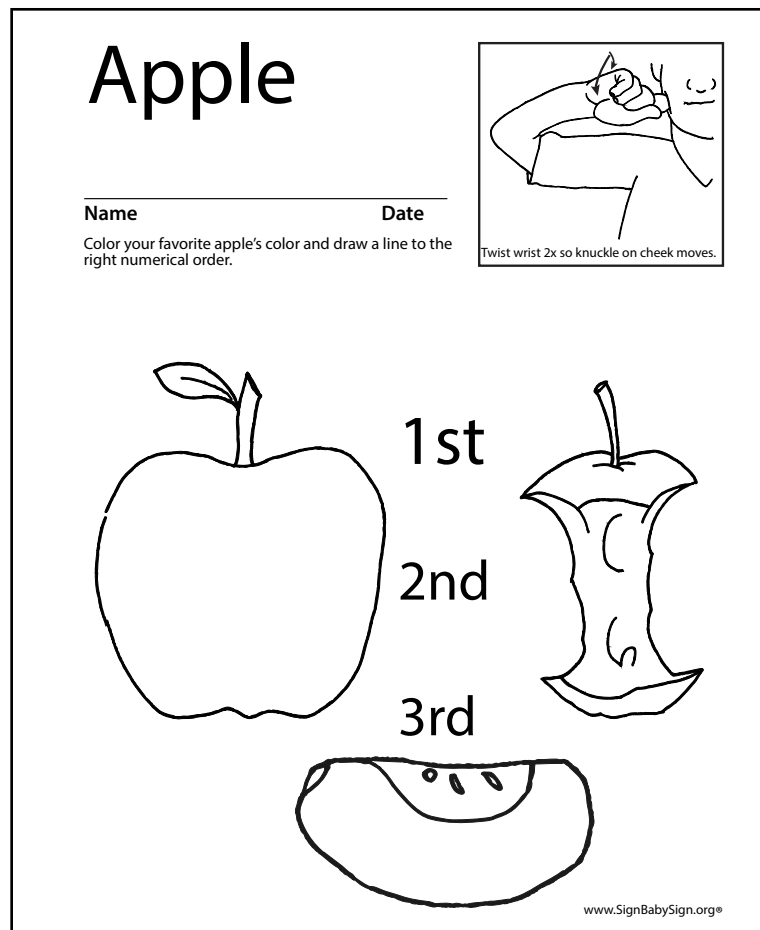 Apple
Name Date
Color your favorite apple's color and draw a line to the
right numerical order.
Twist wrist 2x so knuckle on cheek moves.
1st
2nd
3rd
www.SignBabySign.org®